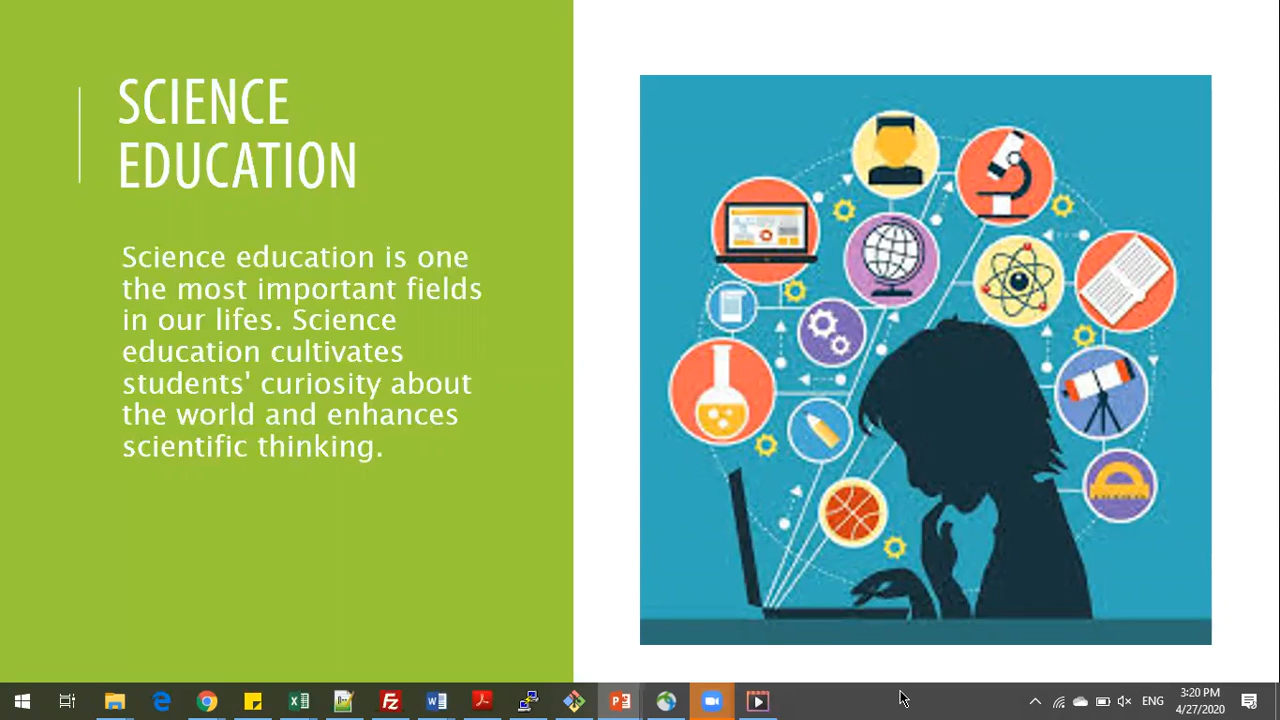 SCIENCE
EDUCATION
Science education is one
the most important fields
in our lifes. Science
education cultivates
students' curiosity about
the world and enhances
scientific thinking.
ENG
3:20 PM
4/27/2020